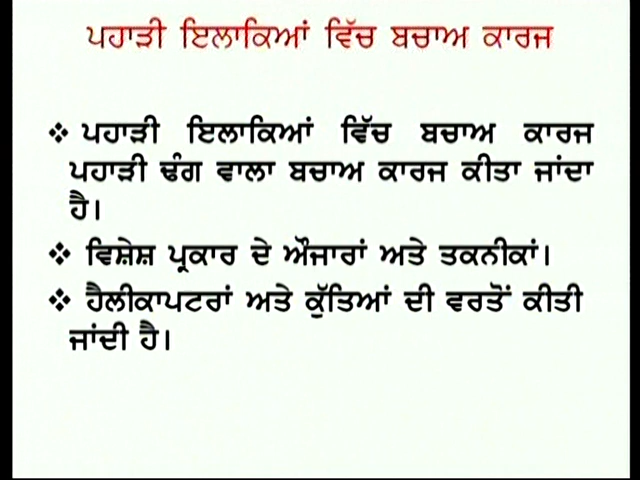 ਪਹਾੜੀ ਇਲਾਕਿਆਂ ਵਿੱਚ ਬਚਾਅ ਕਾਰਜ
❖ ਪਹਾੜੀ ਇਲਾਕਿਆਂ ਵਿੱਚ ਬਚਾਅ ਕਾਰਜ
ਪਹਾੜੀ ਢੰਗ ਵਾਲਾ ਬਚਾਅ ਕਾਰਜ ਕੀਤਾ ਜਾਂਦਾ
ਹੈ।
❖ ਵਿਸ਼ੇਸ਼ ਪ੍ਰਕਾਰ ਦੇ ਔਜਾਰਾਂ ਅਤੇ ਤਕਨੀਕਾਂ।
❖ ਹੈਲੀਕਾਪਟਰਾਂ ਅਤੇ ਕੁੱਤਿਆਂ ਦੀ ਵਰਤੋਂ ਕੀਤੀ
ਜਾਂਦੀ ਹੈ।